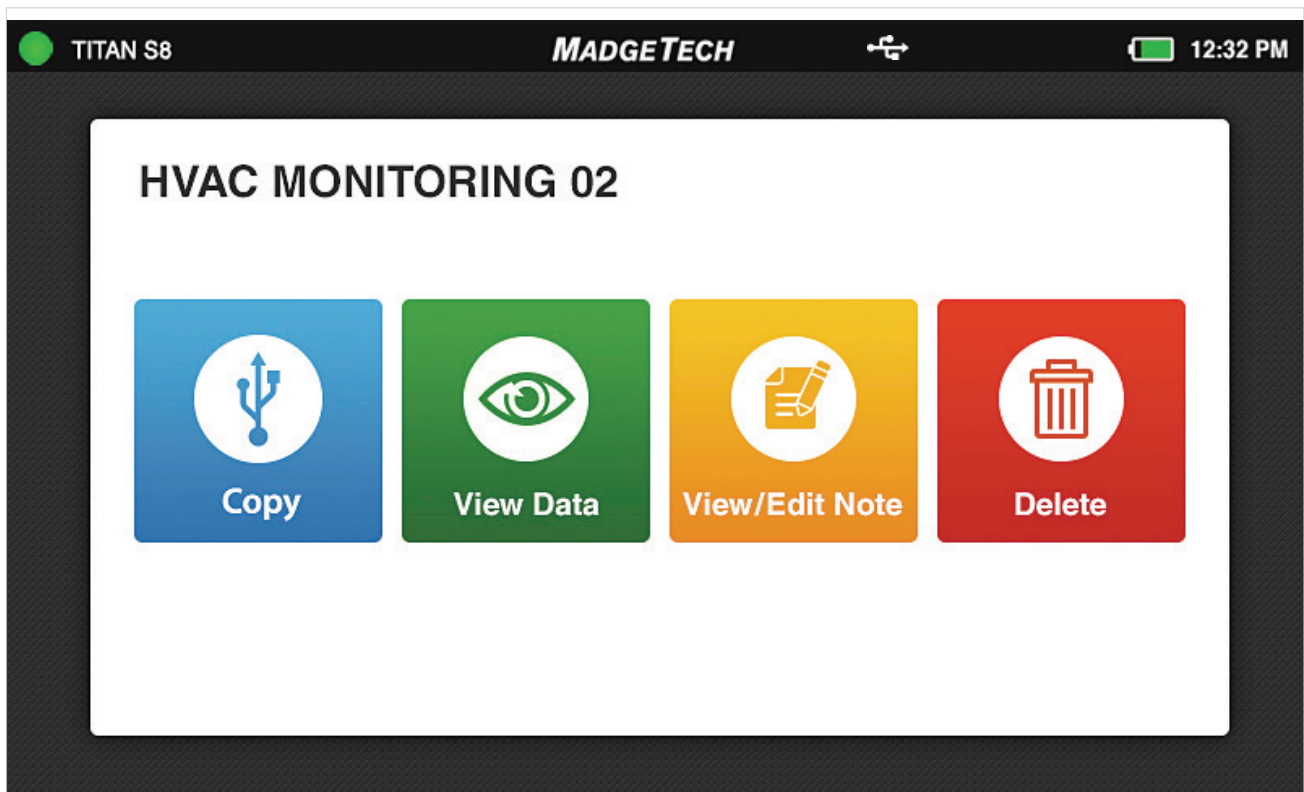 TITAN S8 MADGETECH 12:32 PM
HVAC MONITORING 02
Copy View Data View/Edit Note Delete